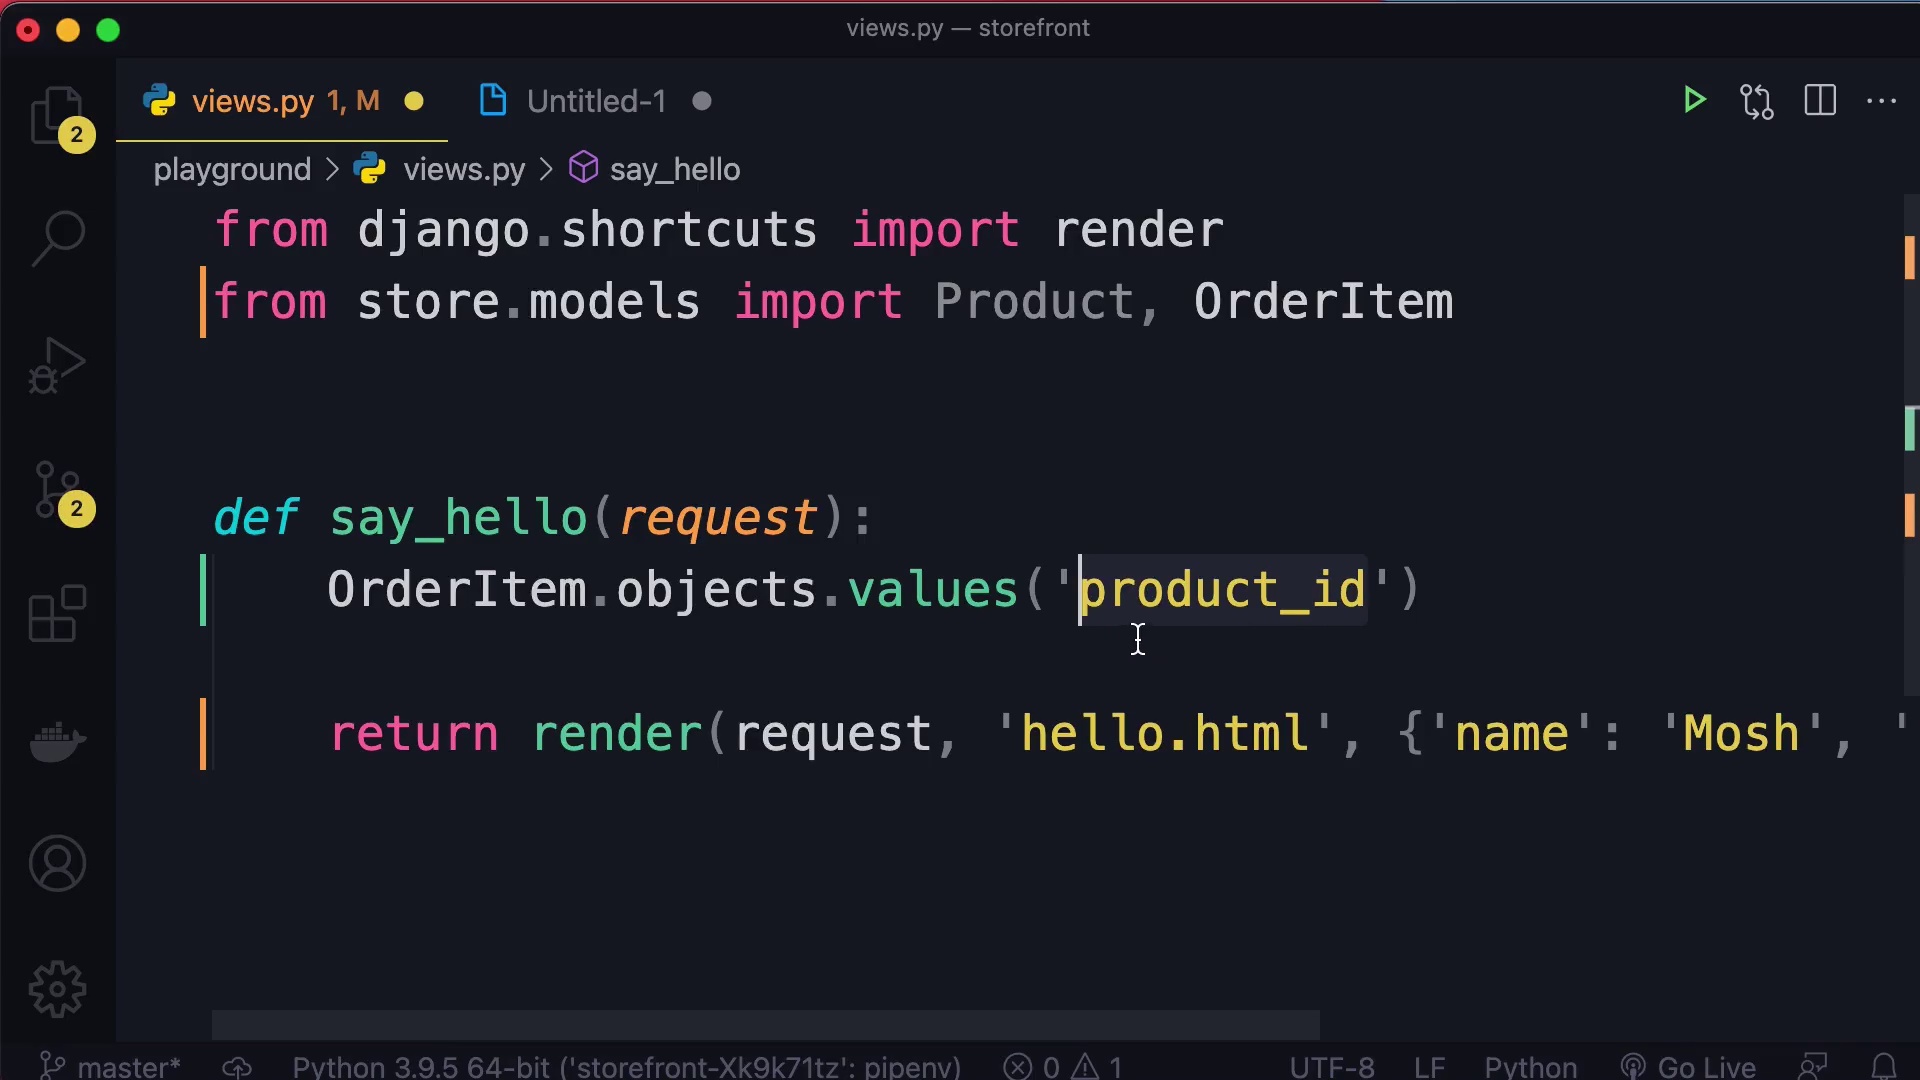 views.py — storefront
views.py 1, M
Untitled-1
2
playground > views.py > say_hello
from django.shortcuts import render
from store.models import Product, OrderItem
def say_hello(request):
2
OrderItem.objects.values('product_id')
return render(request, 'hello.html', {'name': 'Mosh', '
master*
Python 3.9.5 64-bit ('storefront-Xk9k71tz': pipenv)
0
1
UTF-8
LF
Python
Go Live